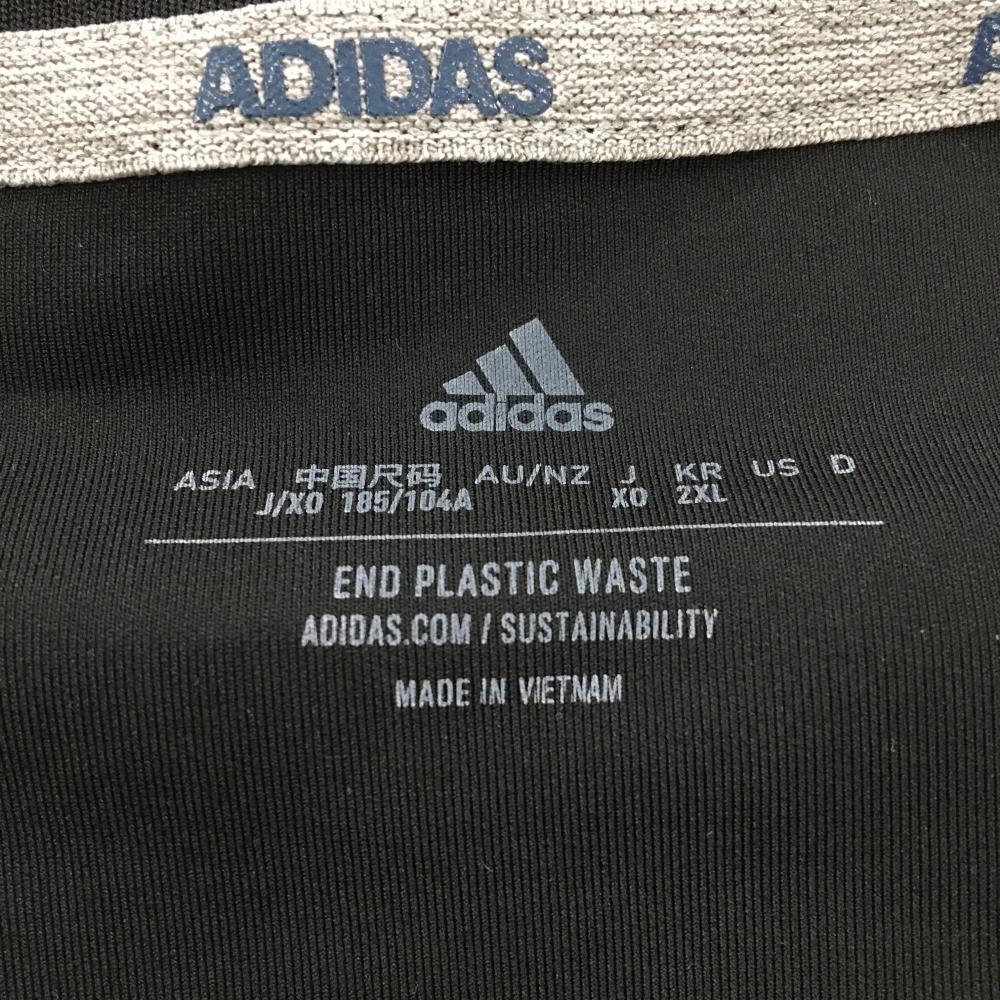 ADIDAS
adidas
ASIA 中国尺码 AU/NZ J KR US D
J/XO 185/104A XO 2XL
END PLASTIC WASTE
ADIDAS.COM / SUSTAINABILITY
MADE IN VIETNAM